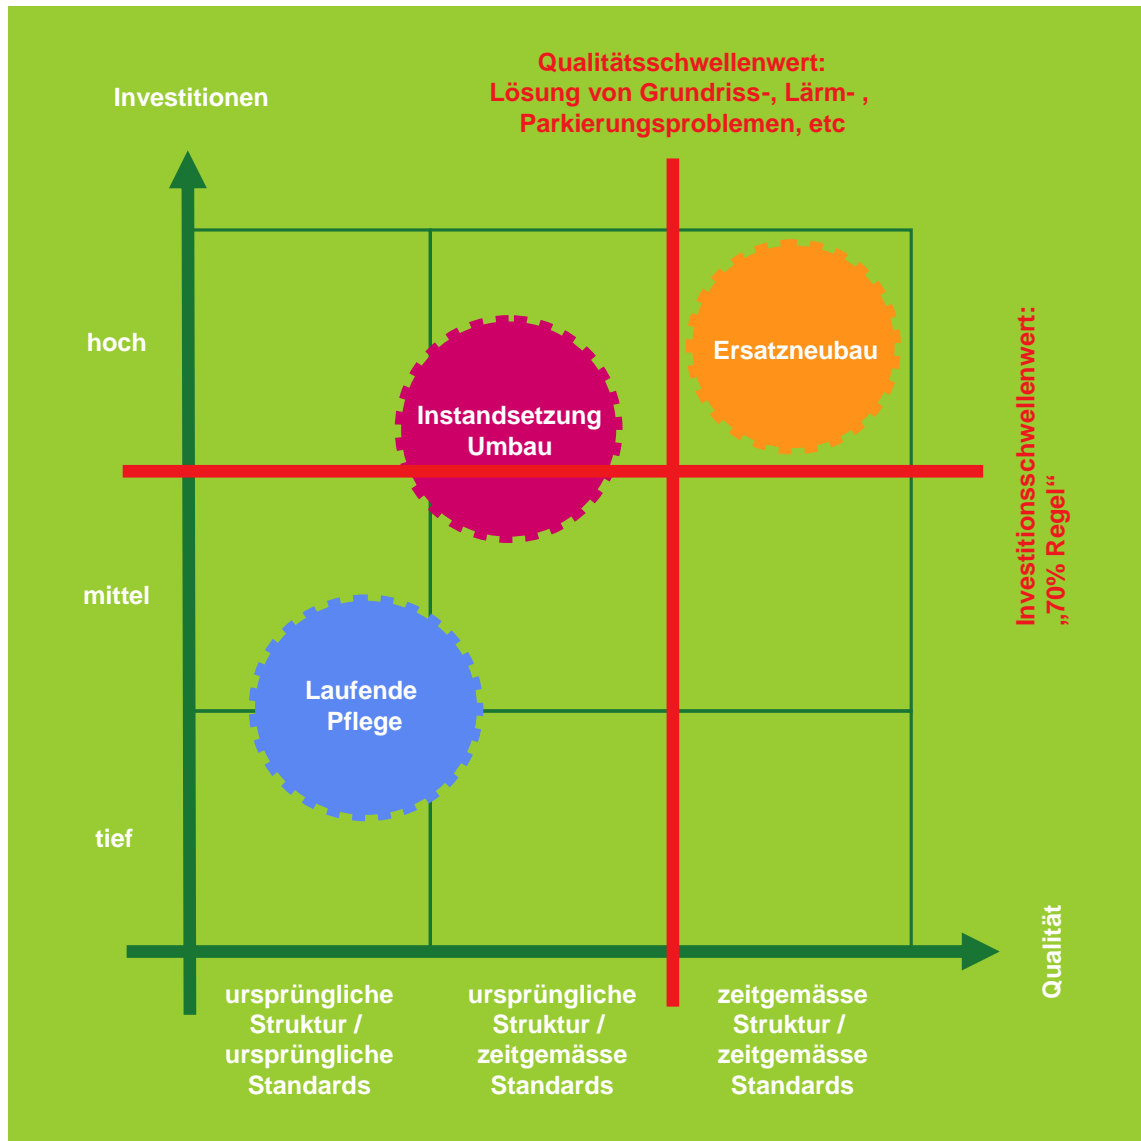 Qualitätsschwellenwert:
Lösung von Grundriss-, Lärm- ,
Parkierungsproblemen, etc
Investitionen
hoch
Ersatzneubau
Instandsetzung
Umbau
Investitionsschwellenwert:
„70% Regel“
mittel
Laufende
Pflege
tief
Qualität
ursprüngliche
Struktur /
ursprüngliche
Standards
ursprüngliche
Struktur /
zeitgemässe
Standards
zeitgemässe
Struktur /
zeitgemässe
Standards